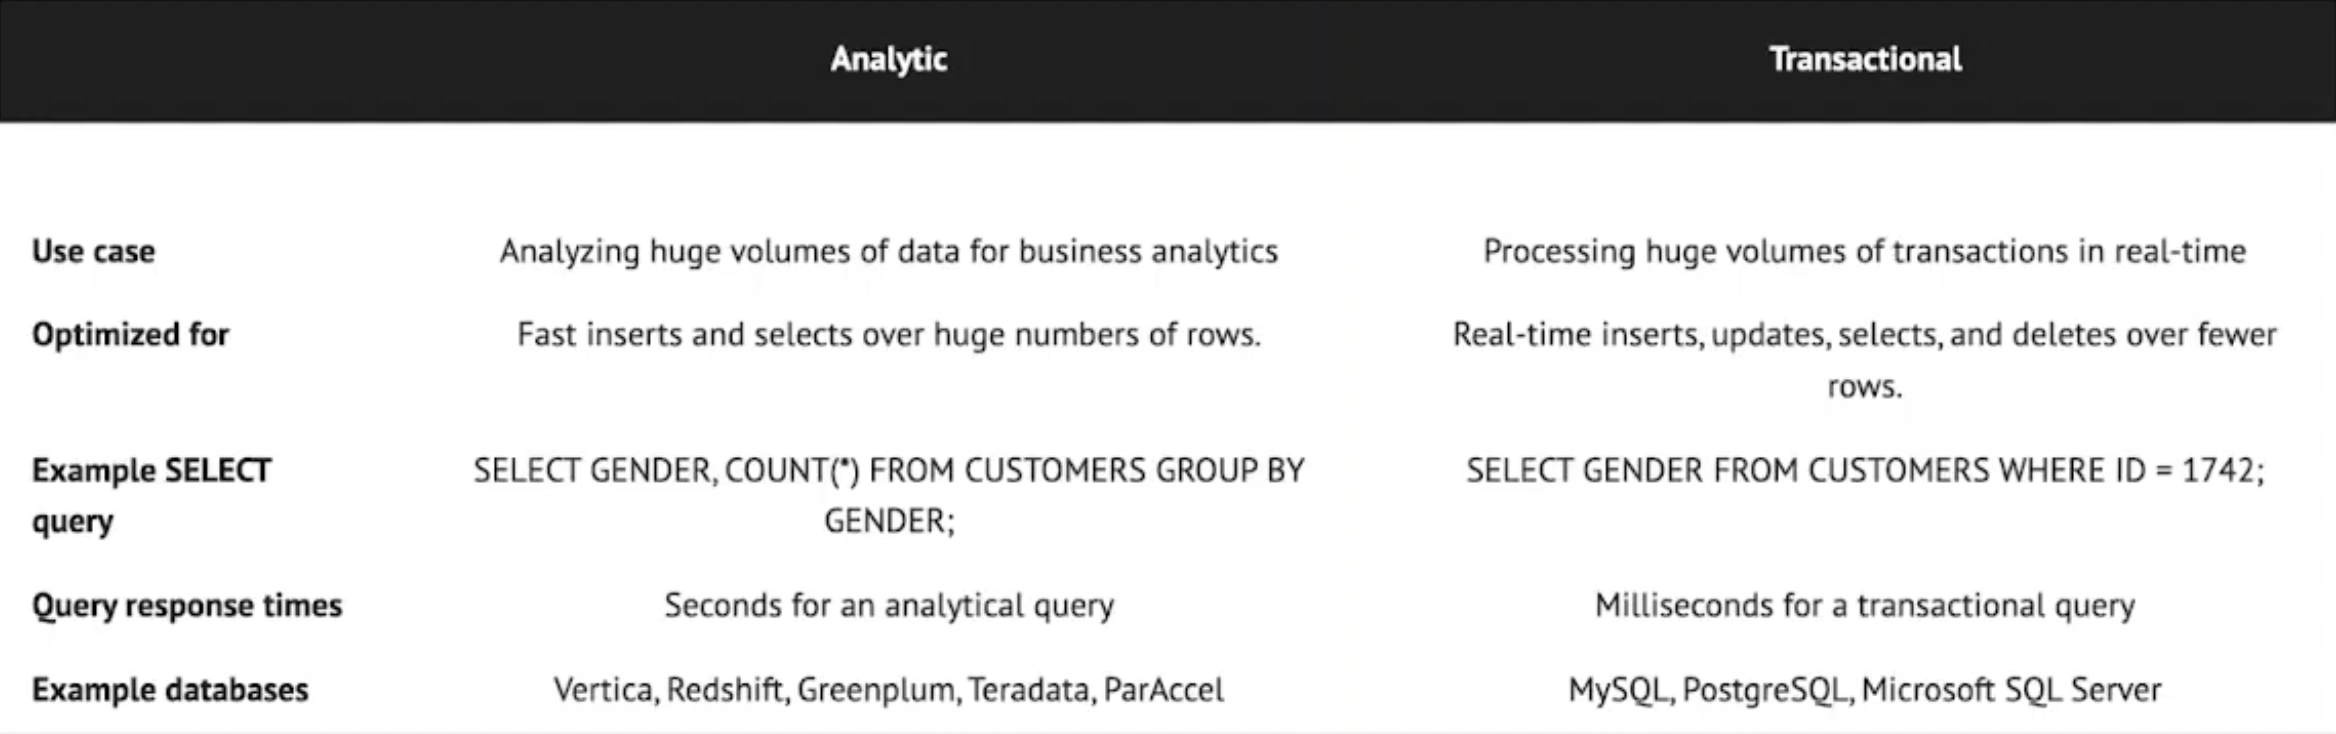 Analytic Transactional
Use case Analyzing huge volumes of data for business analytics Processing huge volumes of transactions in real-time
Optimized for Fast inserts and selects over huge numbers of rows. Real-time inserts, updates, selects, and deletes over fewer
rows.
Example SELECT SELECT GENDER, COUNT(*) FROM CUSTOMERS GROUP BY SELECT GENDER FROM CUSTOMERS WHERE ID = 1742;
query GENDER;
Query response times Seconds for an analytical query Milliseconds for a transactional query
Example databases Vertica, Redshift, Greenplum, Teradata, ParAccel MySQL, PostgreSQL, Microsoft SQL Server